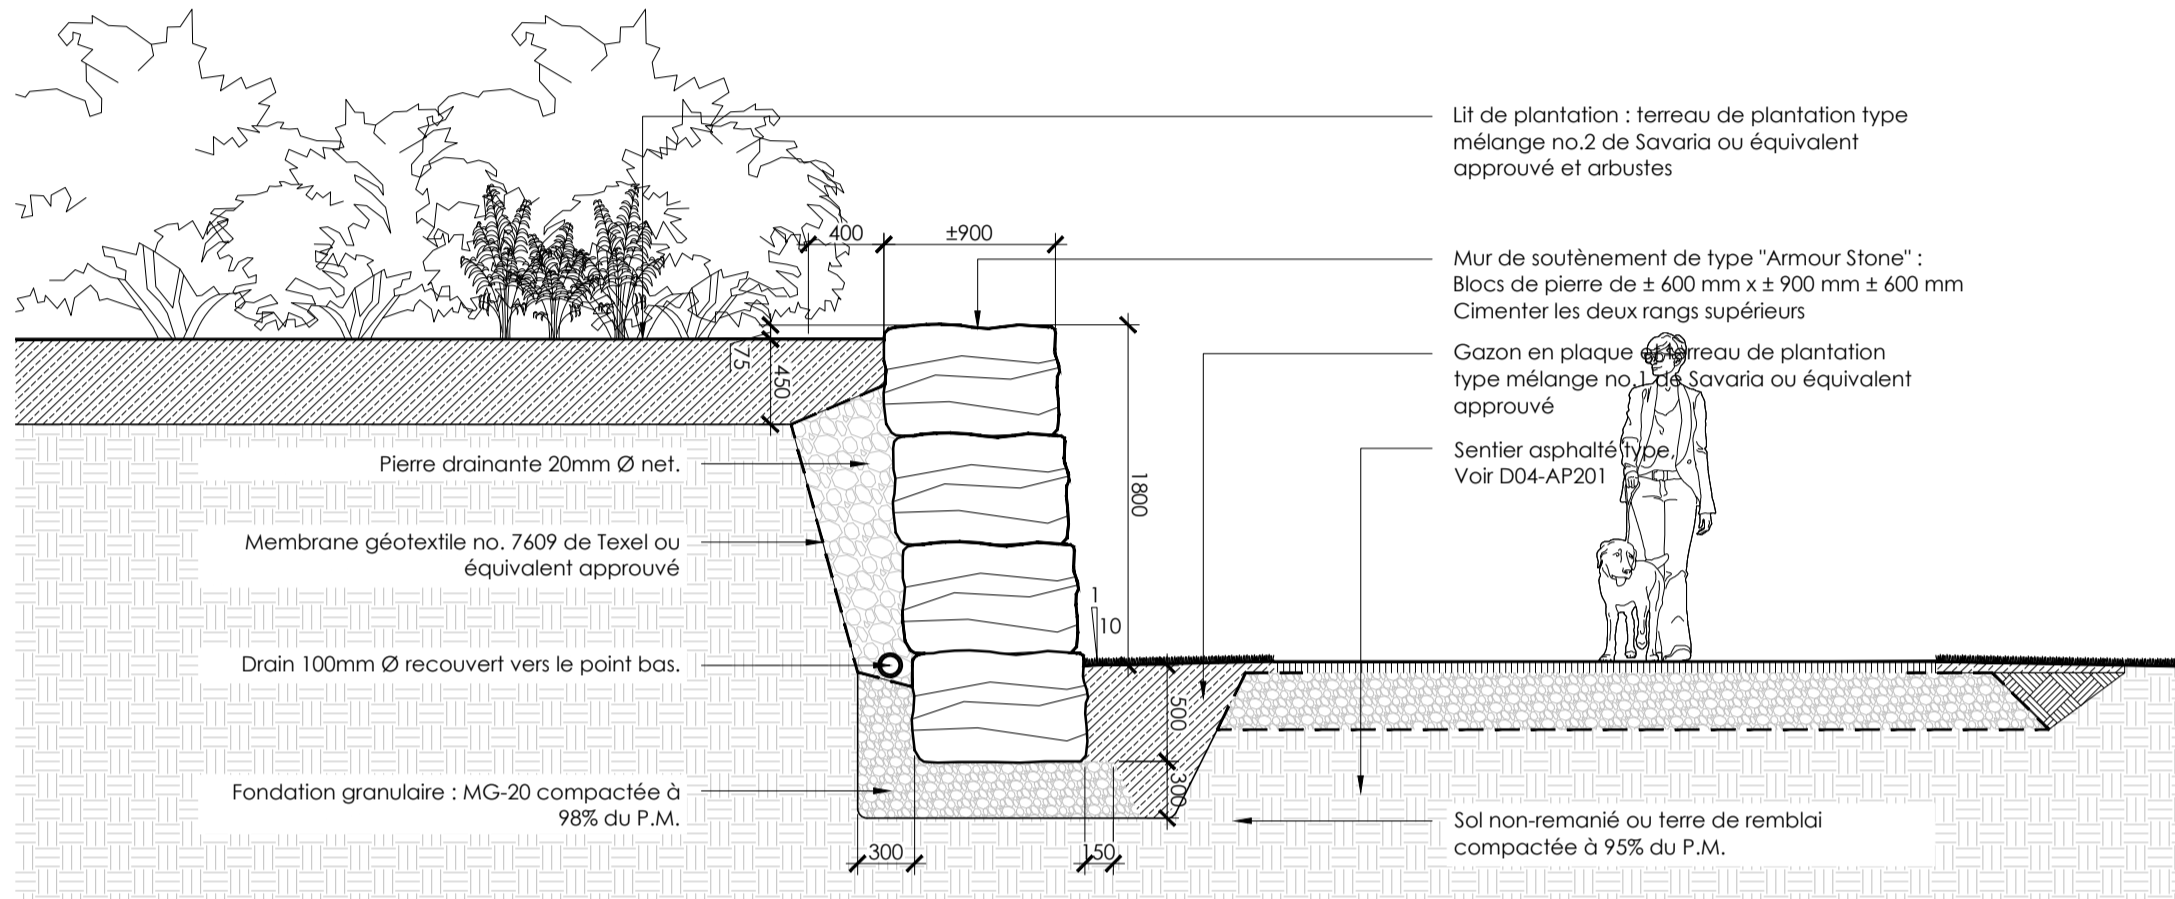 Lit de plantation : terreau de plantation type
mélange no.2 de Savaria ou équivalent
approuvé et arbustes
400
±900
Mur de soutènement de type "Armour Stone" :
Blocs de pierre de ± 600 mm x ± 900 mm ± 600 mm
Cimenter les deux rangs supérieurs
75
450
Gazon en plaque et terreau de plantation
type mélange no.1 de Savaria ou équivalent
approuvé
Pierre drainante 20mm Ø net.
1800
Sentier asphalté type,
Voir D04-AP201
Membrane géotextile no. 7609 de Texel ou
équivalent approuvé
1
10
Drain 100mm Ø recouvert vers le point bas.
500
Fondation granulaire : MG-20 compactée à
98% du P.M.
300
Sol non-remanié ou terre de remblai
compactée à 95% du P.M.
300
150